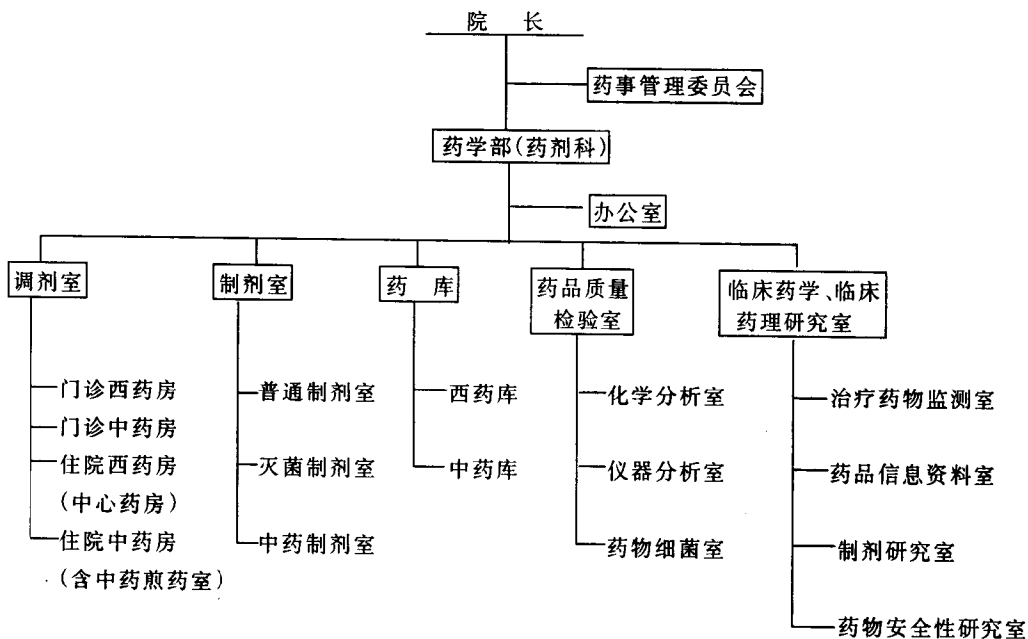 院 长
药事管理委员会
药学部(药剂科)
办公室
调剂室
制剂室
药 库
药品质量
检验室
临床药学、临床
药理研究室
门诊西药房
门诊中药房
住院西药房
(中心药房)
住院中药房
(含中药煎药室)
普通制剂室
灭菌制剂室
中药制剂室
西药库
中药库
化学分析室
仪器分析室
药物细菌室
治疗药物监测室
药品信息资料室
制剂研究室
药物安全性研究室